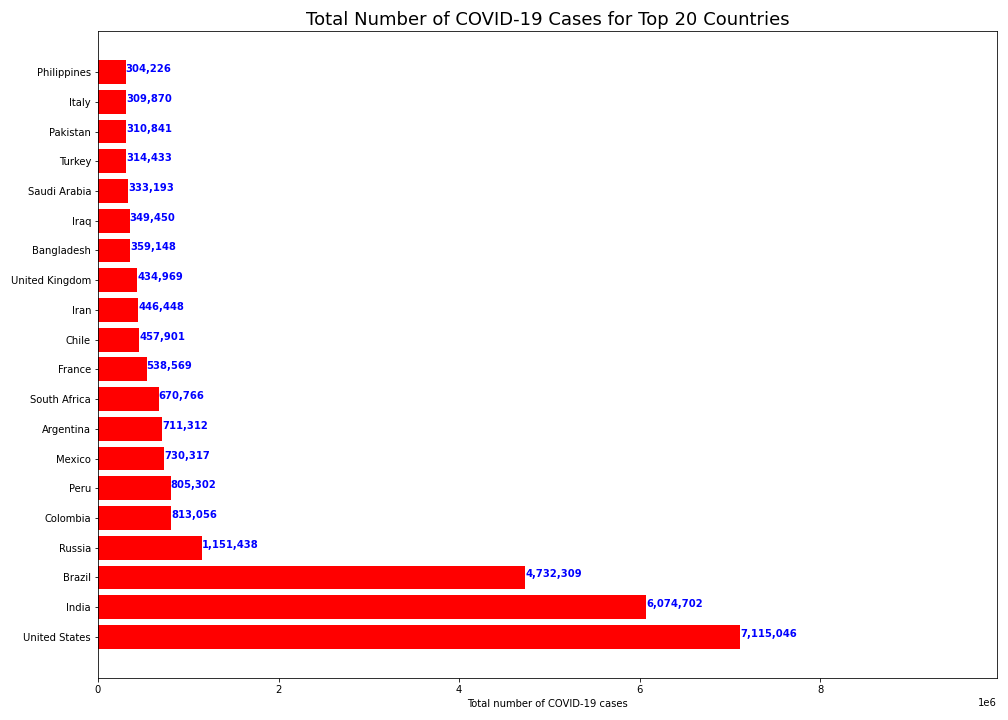 Total Number of COVID-19 Cases for Top 20 Countries
Philippines 304,226
Italy 309,870
Pakistan 310,841
Turkey 314,433
Saudi Arabia 333,193
Iraq 349,450
Bangladesh 359,148
United Kingdom 434,969
Iran 446,448
Chile 457,901
France 538,569
South Africa 670,766
Argentina 711,312
Mexico 730,317
Peru 805,302
Colombia 813,056
Russia 1,151,438
Brazil 4,732,309
India 6,074,702
United States 7,115,046
0 2 4 6 8
Total number of COVID-19 cases 1e6